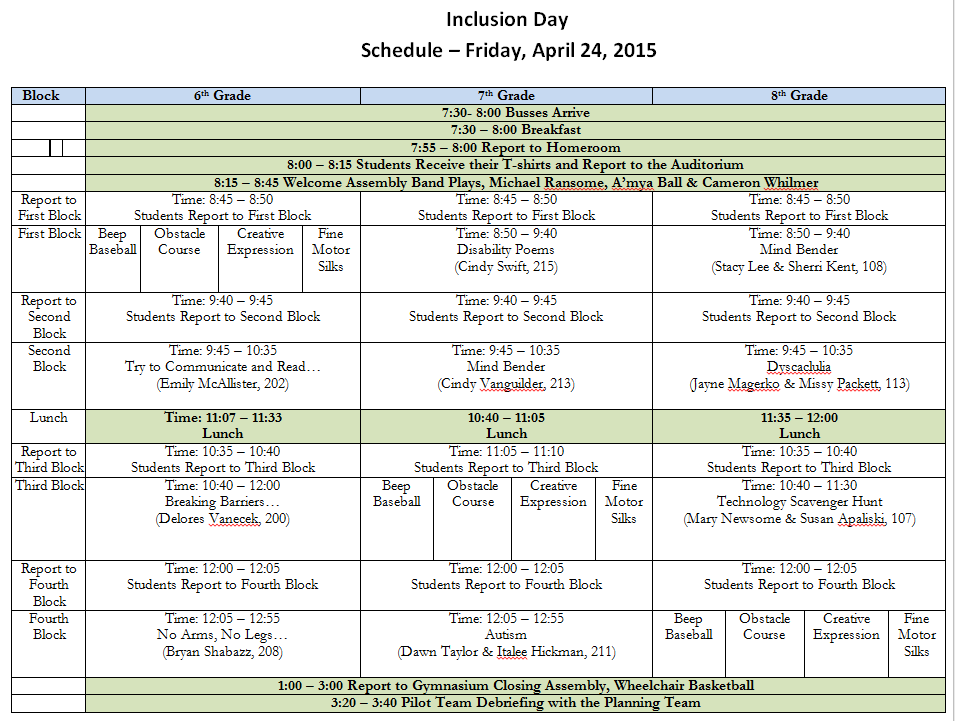 Inclusion Day
Schedule – Friday, April 24, 2015
Block 6th Grade 7th Grade 8th Grade
7:30- 8:00 Busses Arrive
7:30 – 8:00 Breakfast
7:55 – 8:00 Report to Homeroom
8:00 – 8:15 Students Receive their T-shirts and Report to the Auditorium
8:15 – 8:45 Welcome Assembly Band Plays, Michael Ransome, A'mya Ball & Cameron Whilmer
Report to First Block
Time: 8:45 – 8:50
Students Report to First Block
Time: 8:45 – 8:50
Students Report to First Block
Time: 8:45 – 8:50
Students Report to First Block
First Block
Beep Baseball
Obstacle Course
Creative Expression
Fine Motor Silks
Time: 8:50 – 9:40
Disability Poems
(Cindy Swift, 215)
Time: 8:50 – 9:40
Mind Bender
(Stacy Lee & Sherri Kent, 108)
Report to Second Block
Time: 9:40 – 9:45
Students Report to Second Block
Time: 9:40 – 9:45
Students Report to Second Block
Time: 9:40 – 9:45
Students Report to Second Block
Second Block
Time: 9:45 – 10:35
Try to Communicate and Read…
(Emily McAllister, 202)
Time: 9:45 – 10:35
Mind Bender
(Cindy Vanguilder, 213)
Time: 9:45 – 10:35
Dyscaclulia
(Jayne Magerko & Missy Packett, 113)
Lunch
Time: 11:07 – 11:33
Lunch
10:40 – 11:05
Lunch
11:35 – 12:00
Lunch
Report to Third Block
Time: 10:35 – 10:40
Students Report to Third Block
Time: 11:05 – 11:10
Students Report to Third Block
Time: 10:35 – 10:40
Students Report to Third Block
Third Block
Time: 10:40 – 12:00
Breaking Barriers…
(Delores Vanecek, 200)
Beep Baseball
Obstacle Course
Creative Expression
Fine Motor Silks
Time: 10:40 – 11:30
Technology Scavenger Hunt
(Mary Newsome & Susan Apaliski, 107)
Report to Fourth Block
Time: 12:00 – 12:05
Students Report to Fourth Block
Time: 12:00 – 12:05
Students Report to Fourth Block
Time: 12:00 – 12:05
Students Report to Fourth Block
Fourth Block
Time: 12:05 – 12:55
No Arms, No Legs…
(Bryan Shabazz, 208)
Time: 12:05 – 12:55
Autism
(Dawn Taylor & Italee Hickman, 211)
Beep Baseball
Obstacle Course
Creative Expression
Fine Motor Silks
1:00 – 3:00 Report to Gymnasium Closing Assembly, Wheelchair Basketball
3:20 – 3:40 Pilot Team Debriefing with the Planning Team